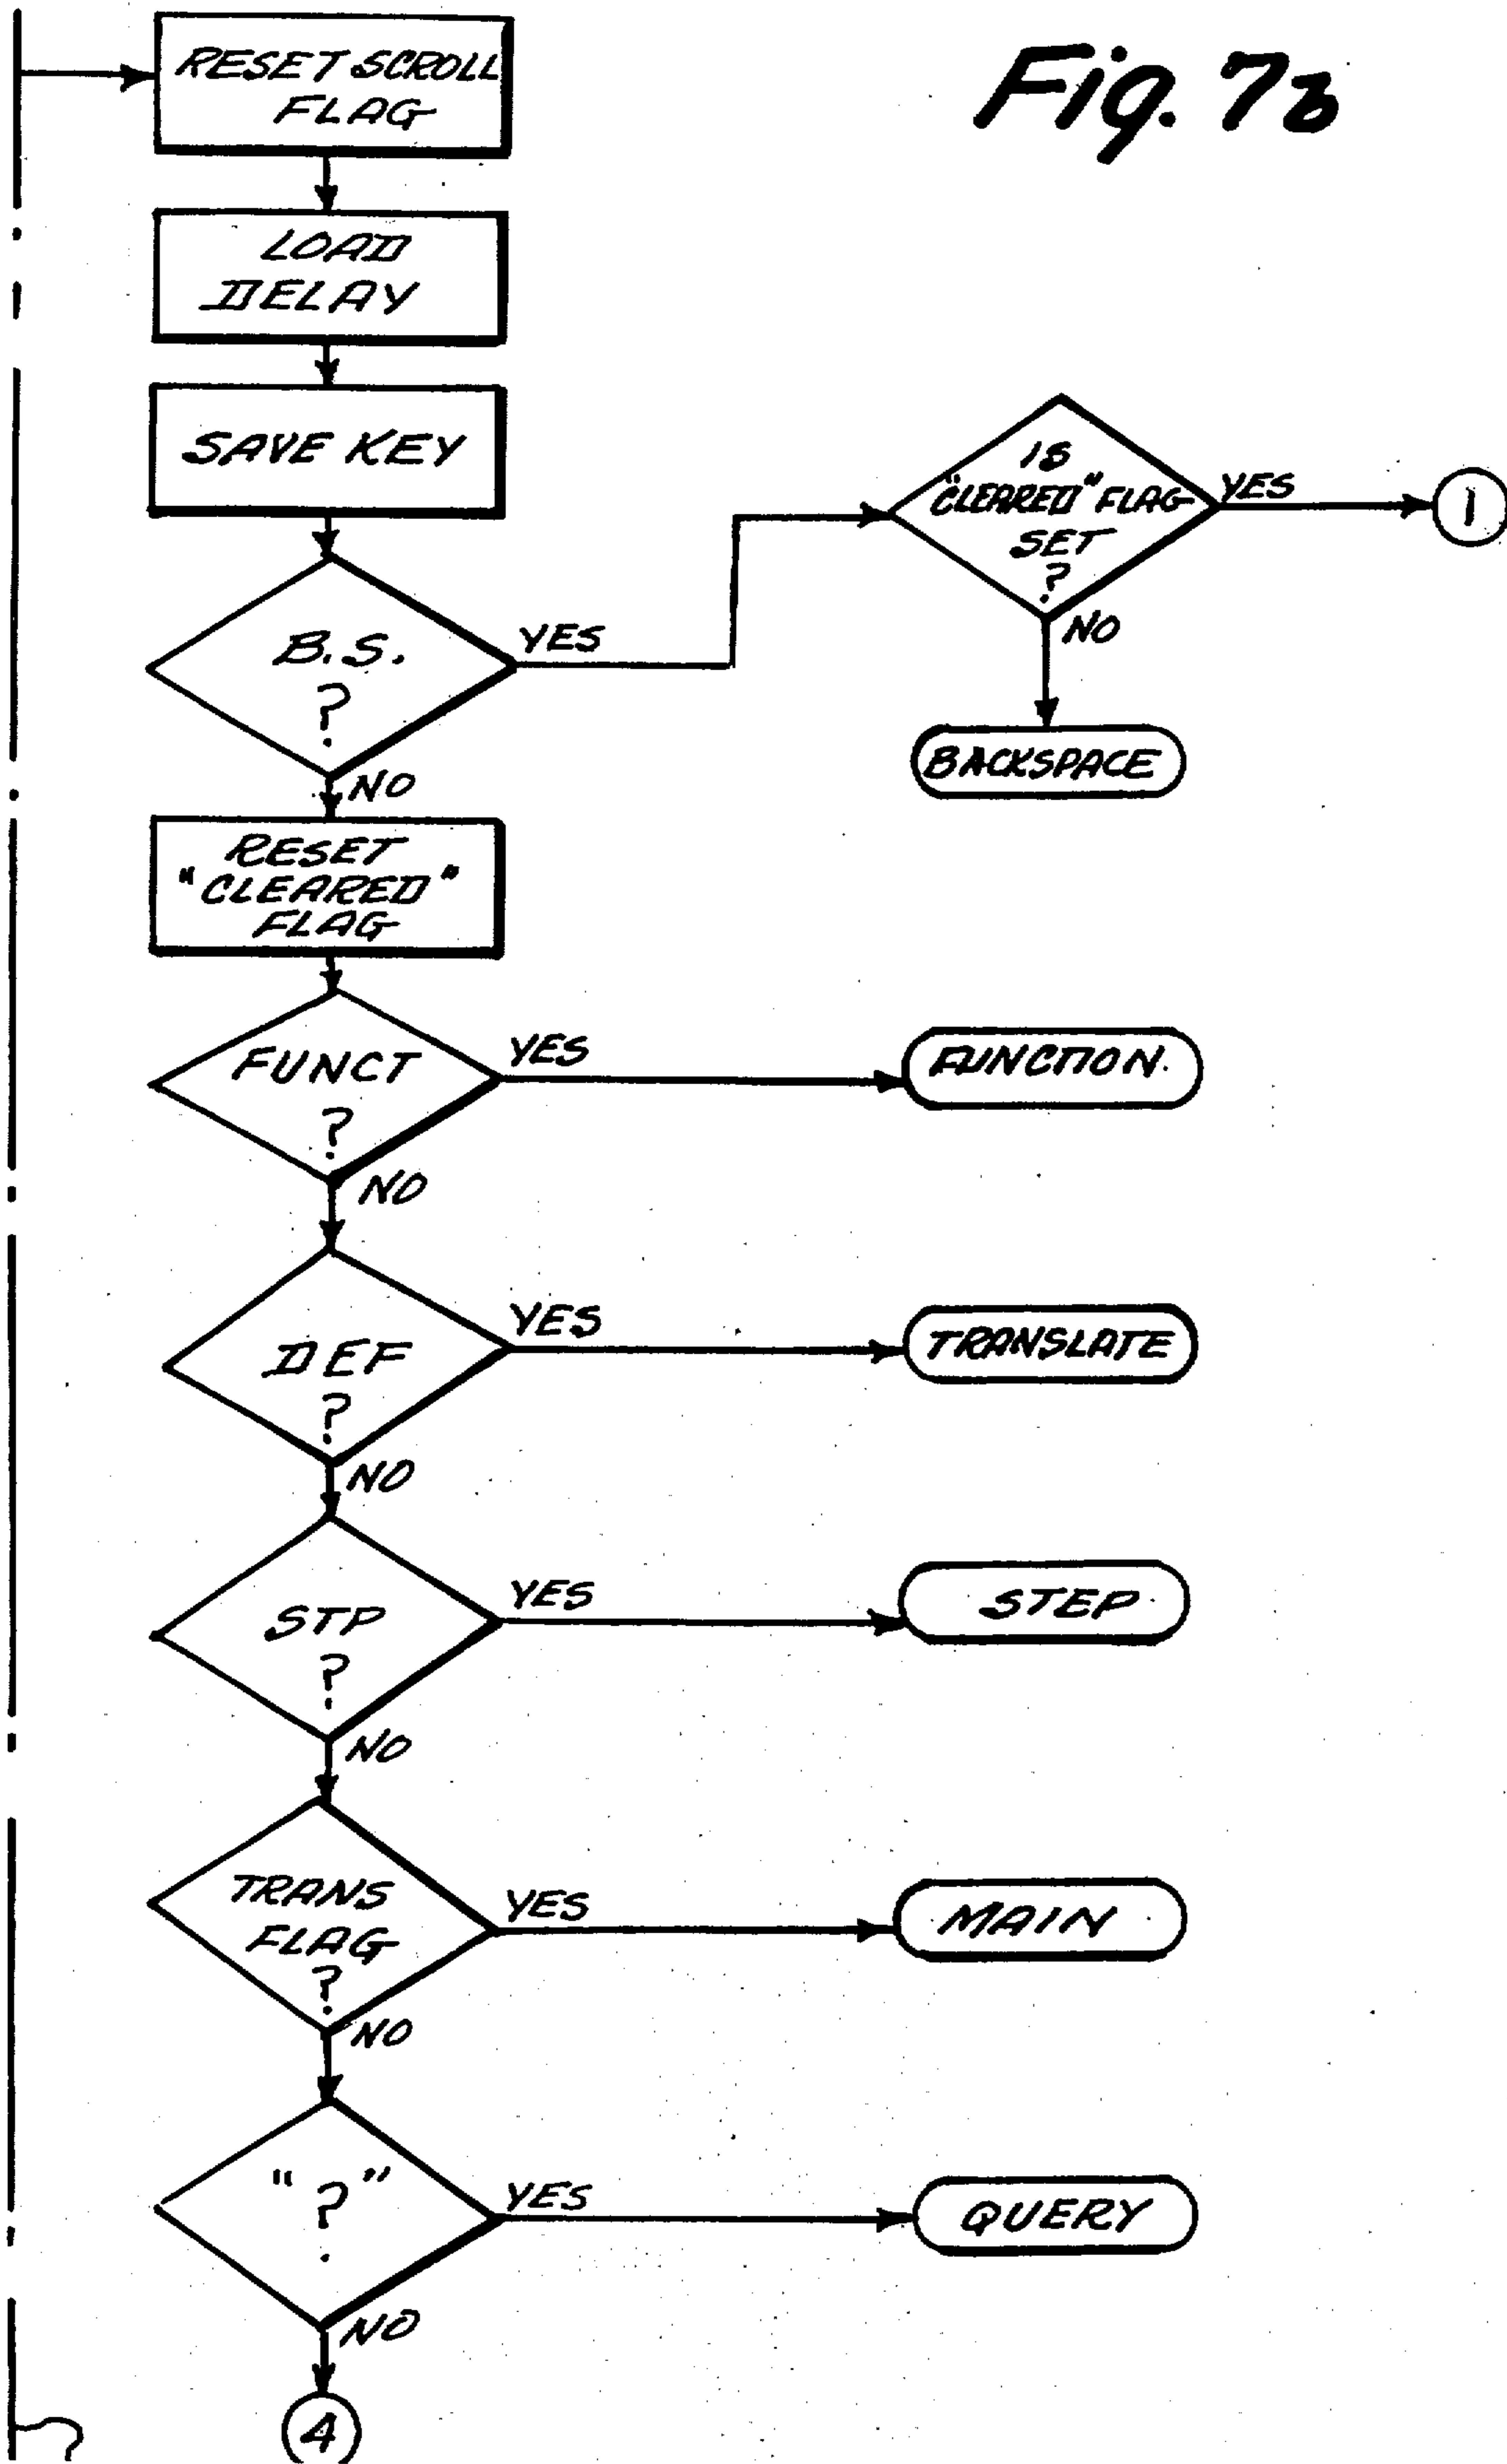 Fig. 7B
RESET SCROLL
FLAG
LOAD
DELAY
SAVE KEY
B.S.
?
YES
NO
IS
"CLEARED" FLAG
SET
?
YES
1
NO
BACKSPACE
RESET
"CLEARED"
FLAG
FUNCT
?
YES
FUNCTION
NO
DEF
?
YES
TRANSLATE
NO
STP
?
YES
STEP
NO
TRANS
FLAG
?
YES
MAIN
NO
"?"
YES
QUERY
NO
4